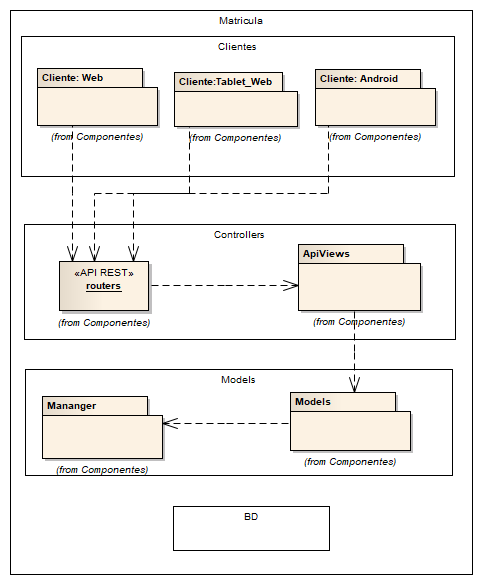 Matricula
Clientes
Cliente: Web
Cliente:Tablet_Web
Cliente: Android
(from Componentes)
(from Componentes)
(from Componentes)
Controllers
«API REST»
routers
(from Componentes)
ApiViews
(from Componentes)
Models
Mananger
(from Componentes)
Models
(from Componentes)
BD